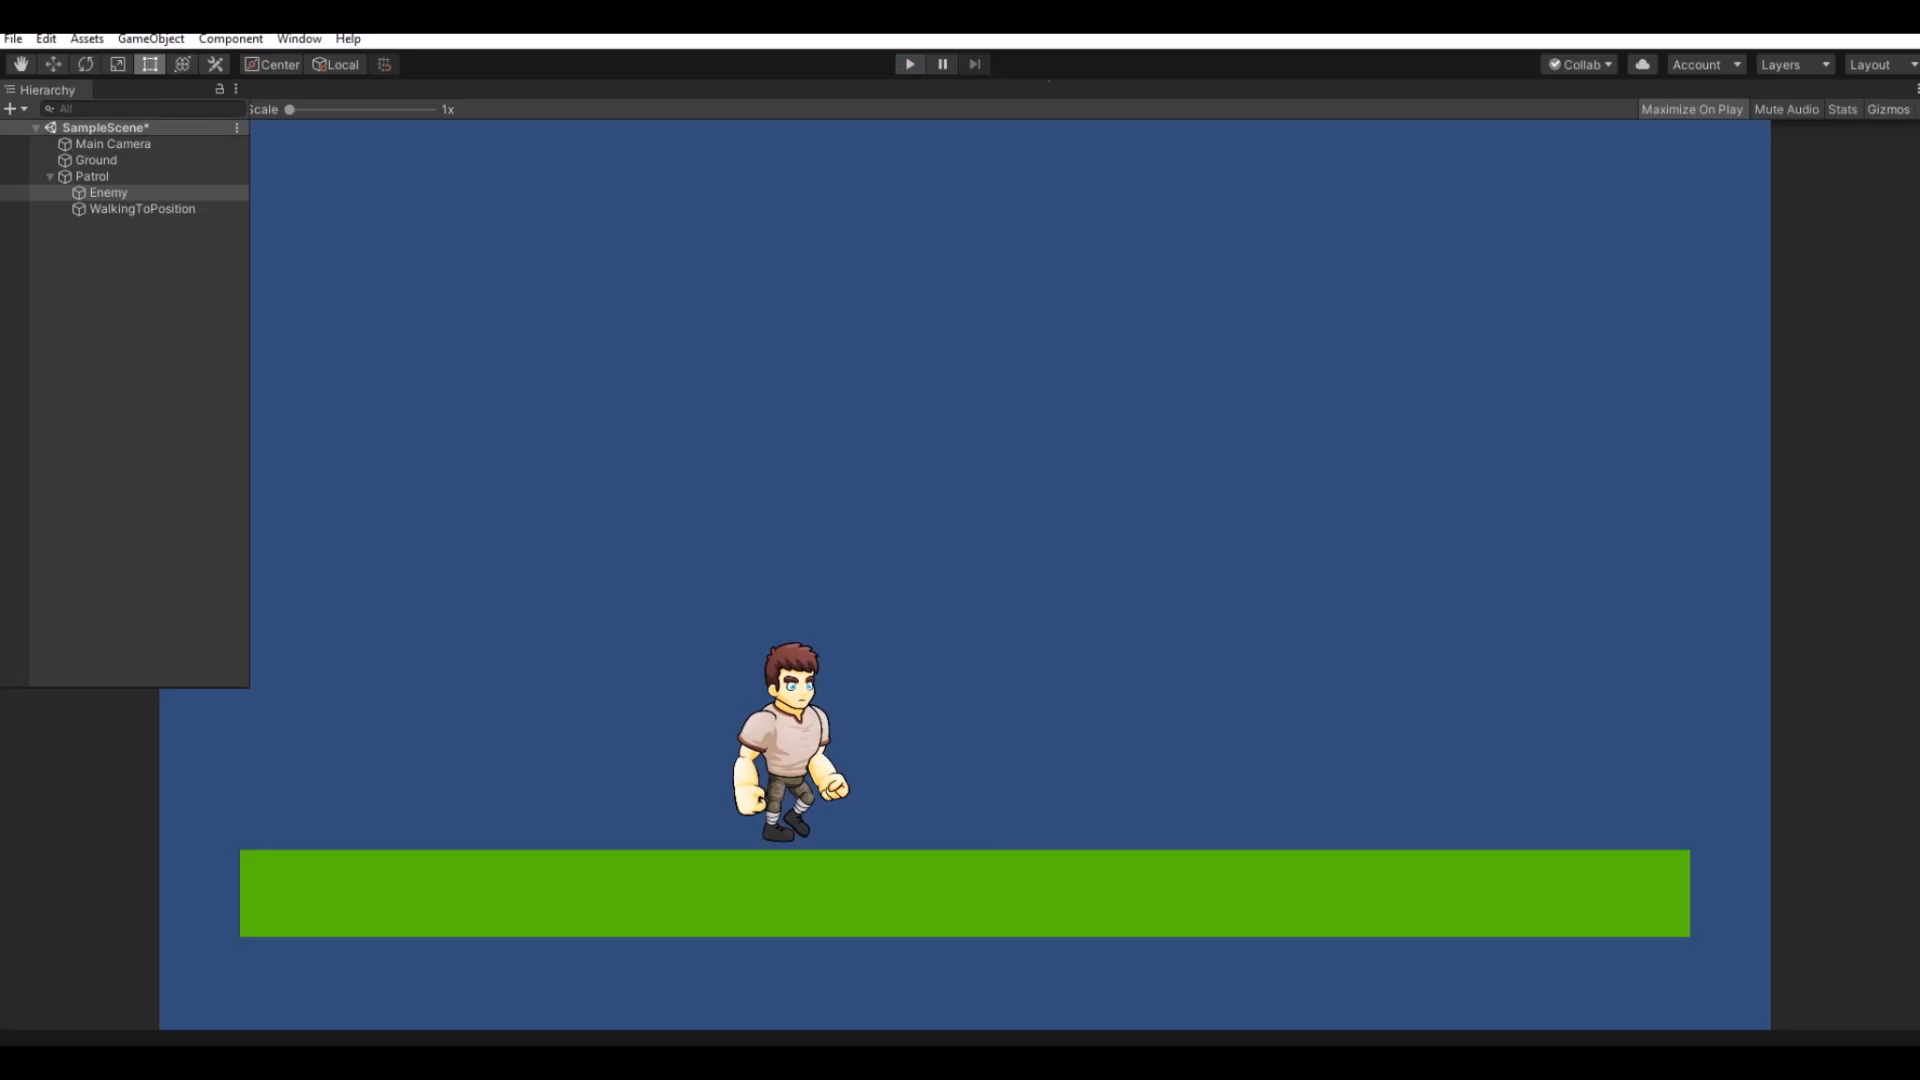 File Edit Assets GameObject Component Window Help
Center Local Collab Account Layers Layout
Hierarchy
All Scale 1x Maximize On Play Mute Audio Stats Gizmos
SampleScene*
Main Camera
Ground
Patrol
Enemy
WalkingToPosition